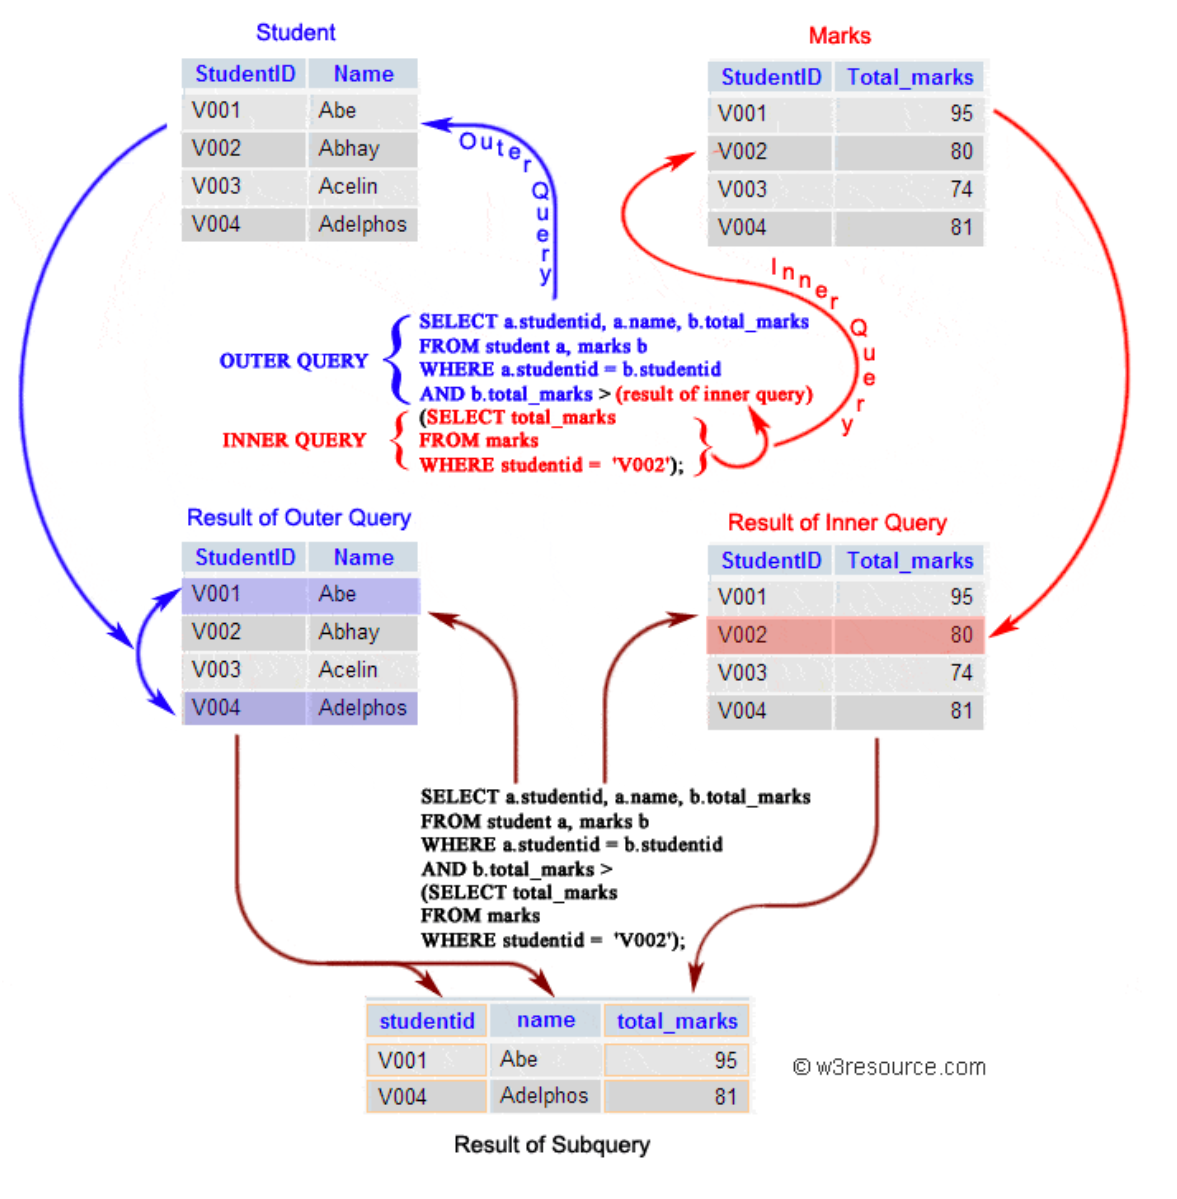 Student
StudentID Name
V001 Abe
V002 Abhay
V003 Acelin
V004 Adelphos
Marks
StudentID Total_marks
V001 95
V002 80
V003 74
V004 81
Outer Query
Inner Query
OUTER QUERY
SELECT a.studentid, a.name, b.total_marks
FROM student a, marks b
WHERE a.studentid = b.studentid
AND b.total_marks > (result of inner query)
INNER QUERY
(SELECT total_marks
FROM marks
WHERE studentid = 'V002');
Result of Outer Query
StudentID Name
V001 Abe
V002 Abhay
V003 Acelin
V004 Adelphos
Result of Inner Query
StudentID Total_marks
V001 95
V002 80
V003 74
V004 81
SELECT a.studentid, a.name, b.total_marks
FROM student a, marks b
WHERE a.studentid = b.studentid
AND b.total_marks >
(SELECT total_marks
FROM marks
WHERE studentid = 'V002');
studentid name total_marks
V001 Abe 95
V004 Adelphos 81
© w3resource.com
Result of Subquery